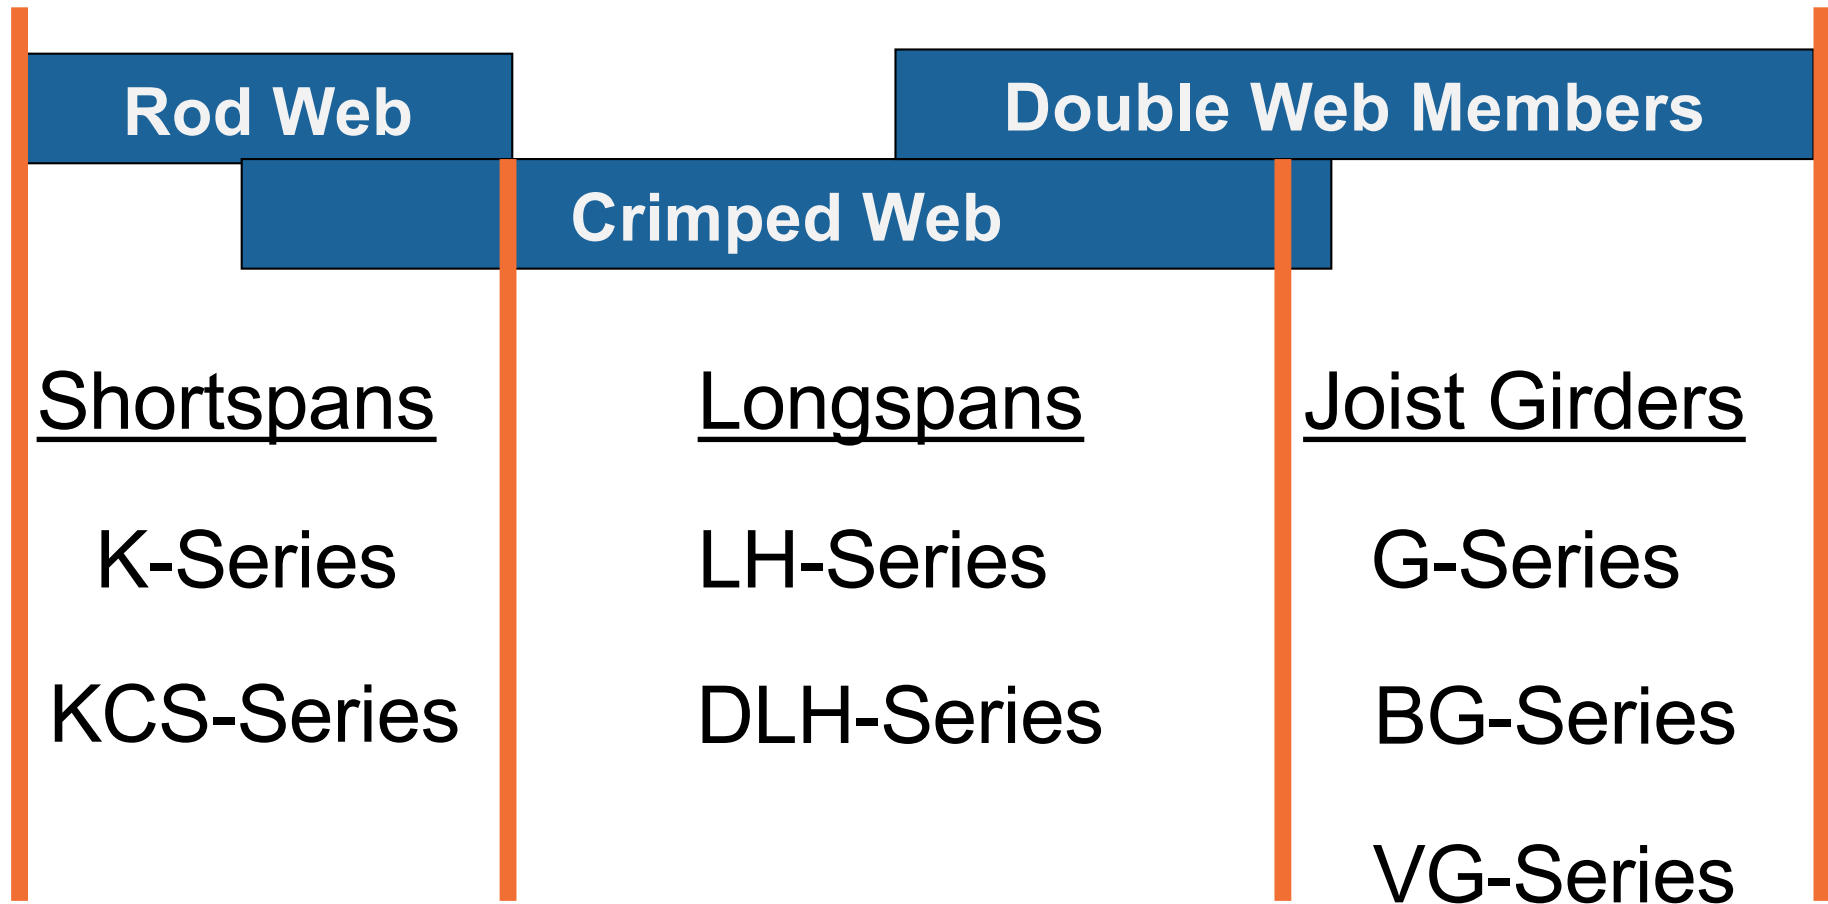 Rod Web
Double Web Members
Crimped Web
Shortspans
K-Series
KCS-Series
Longspans
LH-Series
DLH-Series
Joist Girders
G-Series
BG-Series
VG-Series